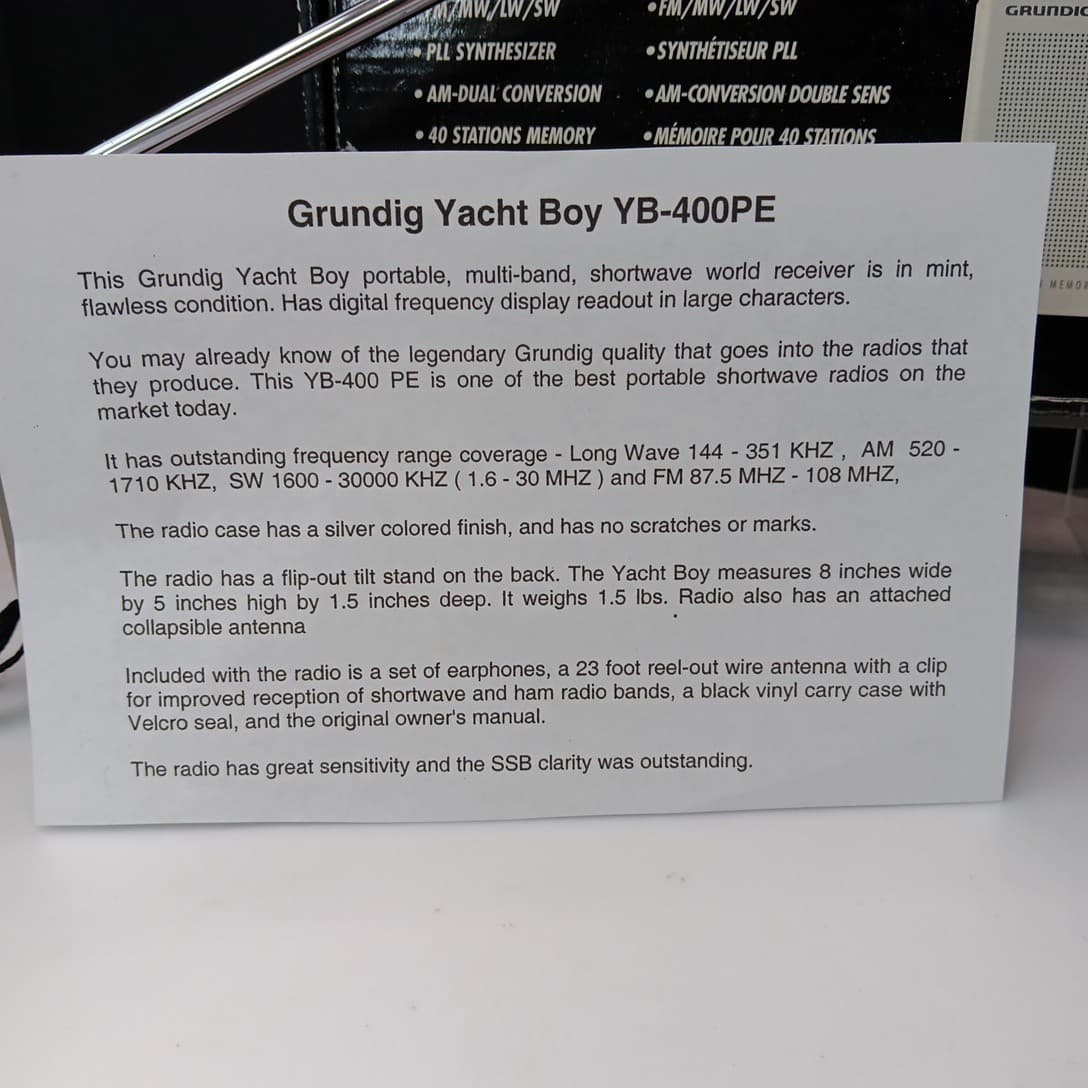 FM/MW/LW/SW
•FM/MW/LW/SW
GRUNDIG
• PLL SYNTHESIZER
•SYNTHÉTISEUR PLL
• AM-DUAL CONVERSION
•AM-CONVERSION DOUBLE SENS
• 40 STATIONS MEMORY
•MÉMOIRE POUR 40 STATIONS
Grundig Yacht Boy YB-400PE
This Grundig Yacht Boy portable, multi-band, shortwave world receiver is in mint,
flawless condition. Has digital frequency display readout in large characters.
You may already know of the legendary Grundig quality that goes into the radios that
they produce. This YB-400 PE is one of the best portable shortwave radios on the
market today.
It has outstanding frequency range coverage - Long Wave 144 - 351 KHZ , AM 520 -
1710 KHZ, SW 1600 - 30000 KHZ ( 1.6 - 30 MHZ ) and FM 87.5 MHZ - 108 MHZ,
The radio case has a silver colored finish, and has no scratches or marks.
The radio has a flip-out tilt stand on the back. The Yacht Boy measures 8 inches wide
by 5 inches high by 1.5 inches deep. It weighs 1.5 lbs. Radio also has an attached
collapsible antenna
Included with the radio is a set of earphones, a 23 foot reel-out wire antenna with a clip
for improved reception of shortwave and ham radio bands, a black vinyl carry case with
Velcro seal, and the original owner's manual.
The radio has great sensitivity and the SSB clarity was outstanding.